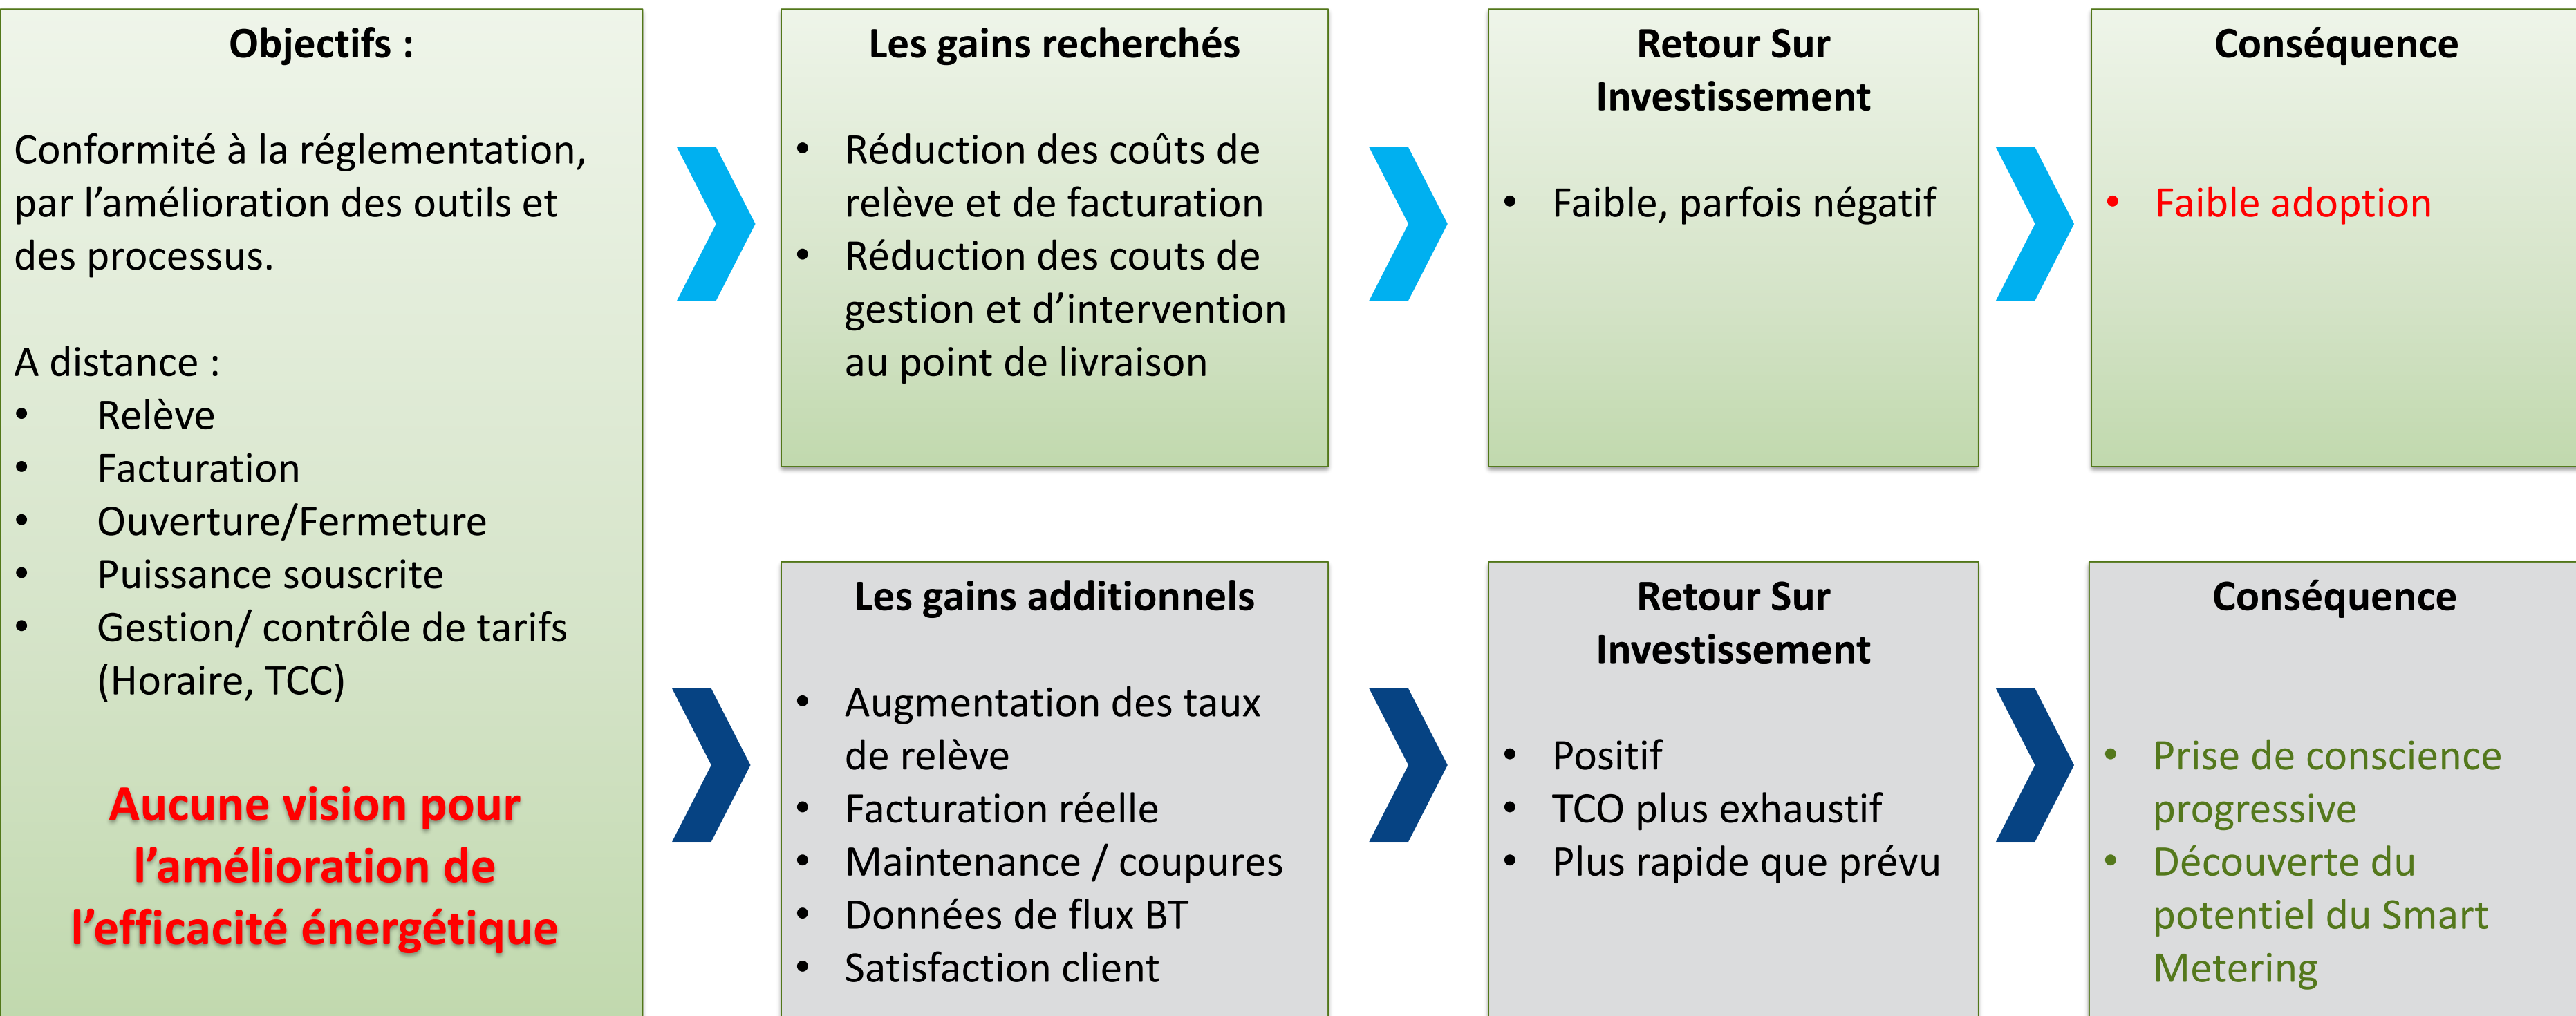 Objectifs :
Conformité à la réglementation,
par l’amélioration des outils et
des processus.
A distance :
• Relève
• Facturation
• Ouverture/Fermeture
• Puissance souscrite
• Gestion/ contrôle de tarifs
(Horaire, TCC)
Aucune vision pour
l’amélioration de
l’efficacité énergétique
Les gains recherchés
• Réduction des coûts de
relève et de facturation
• Réduction des couts de
gestion et d’intervention
au point de livraison
Retour Sur
Investissement
• Faible, parfois négatif
Conséquence
• Faible adoption
Les gains additionnels
• Augmentation des taux
de relève
• Facturation réelle
• Maintenance / coupures
• Données de flux BT
• Satisfaction client
Retour Sur
Investissement
• Positif
• TCO plus exhaustif
• Plus rapide que prévu
Conséquence
• Prise de conscience
progressive
• Découverte du
potentiel du Smart
Metering